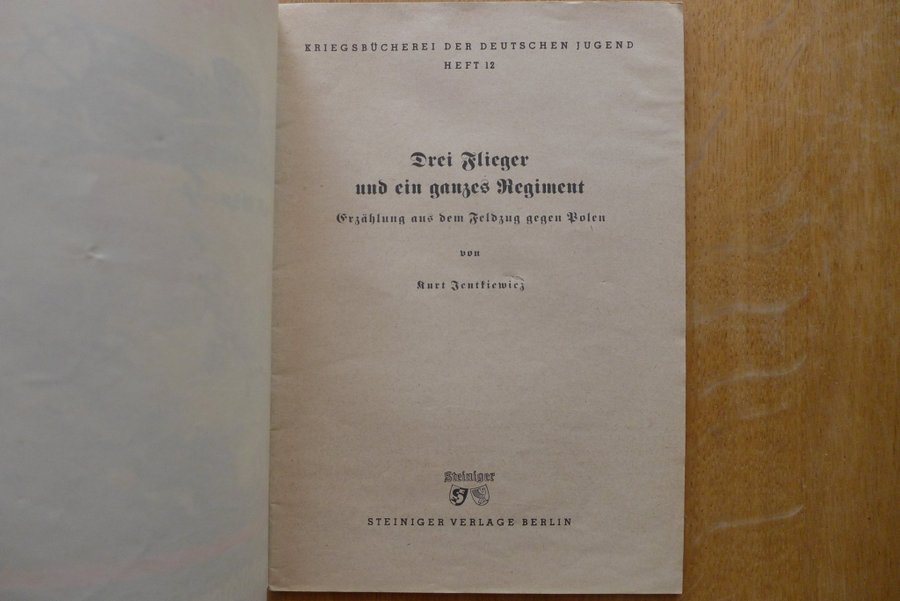 KRIEGSBÜCHEREI DER DEUTSCHEN JUGEND
HEFT 12
Drei Flieger
und ein ganzes Regiment
Erzählung aus dem Feldzug gegen Polen
von
Kurt Jentkiewicz
Steiniger
STEINIGER VERLAGE BERLIN